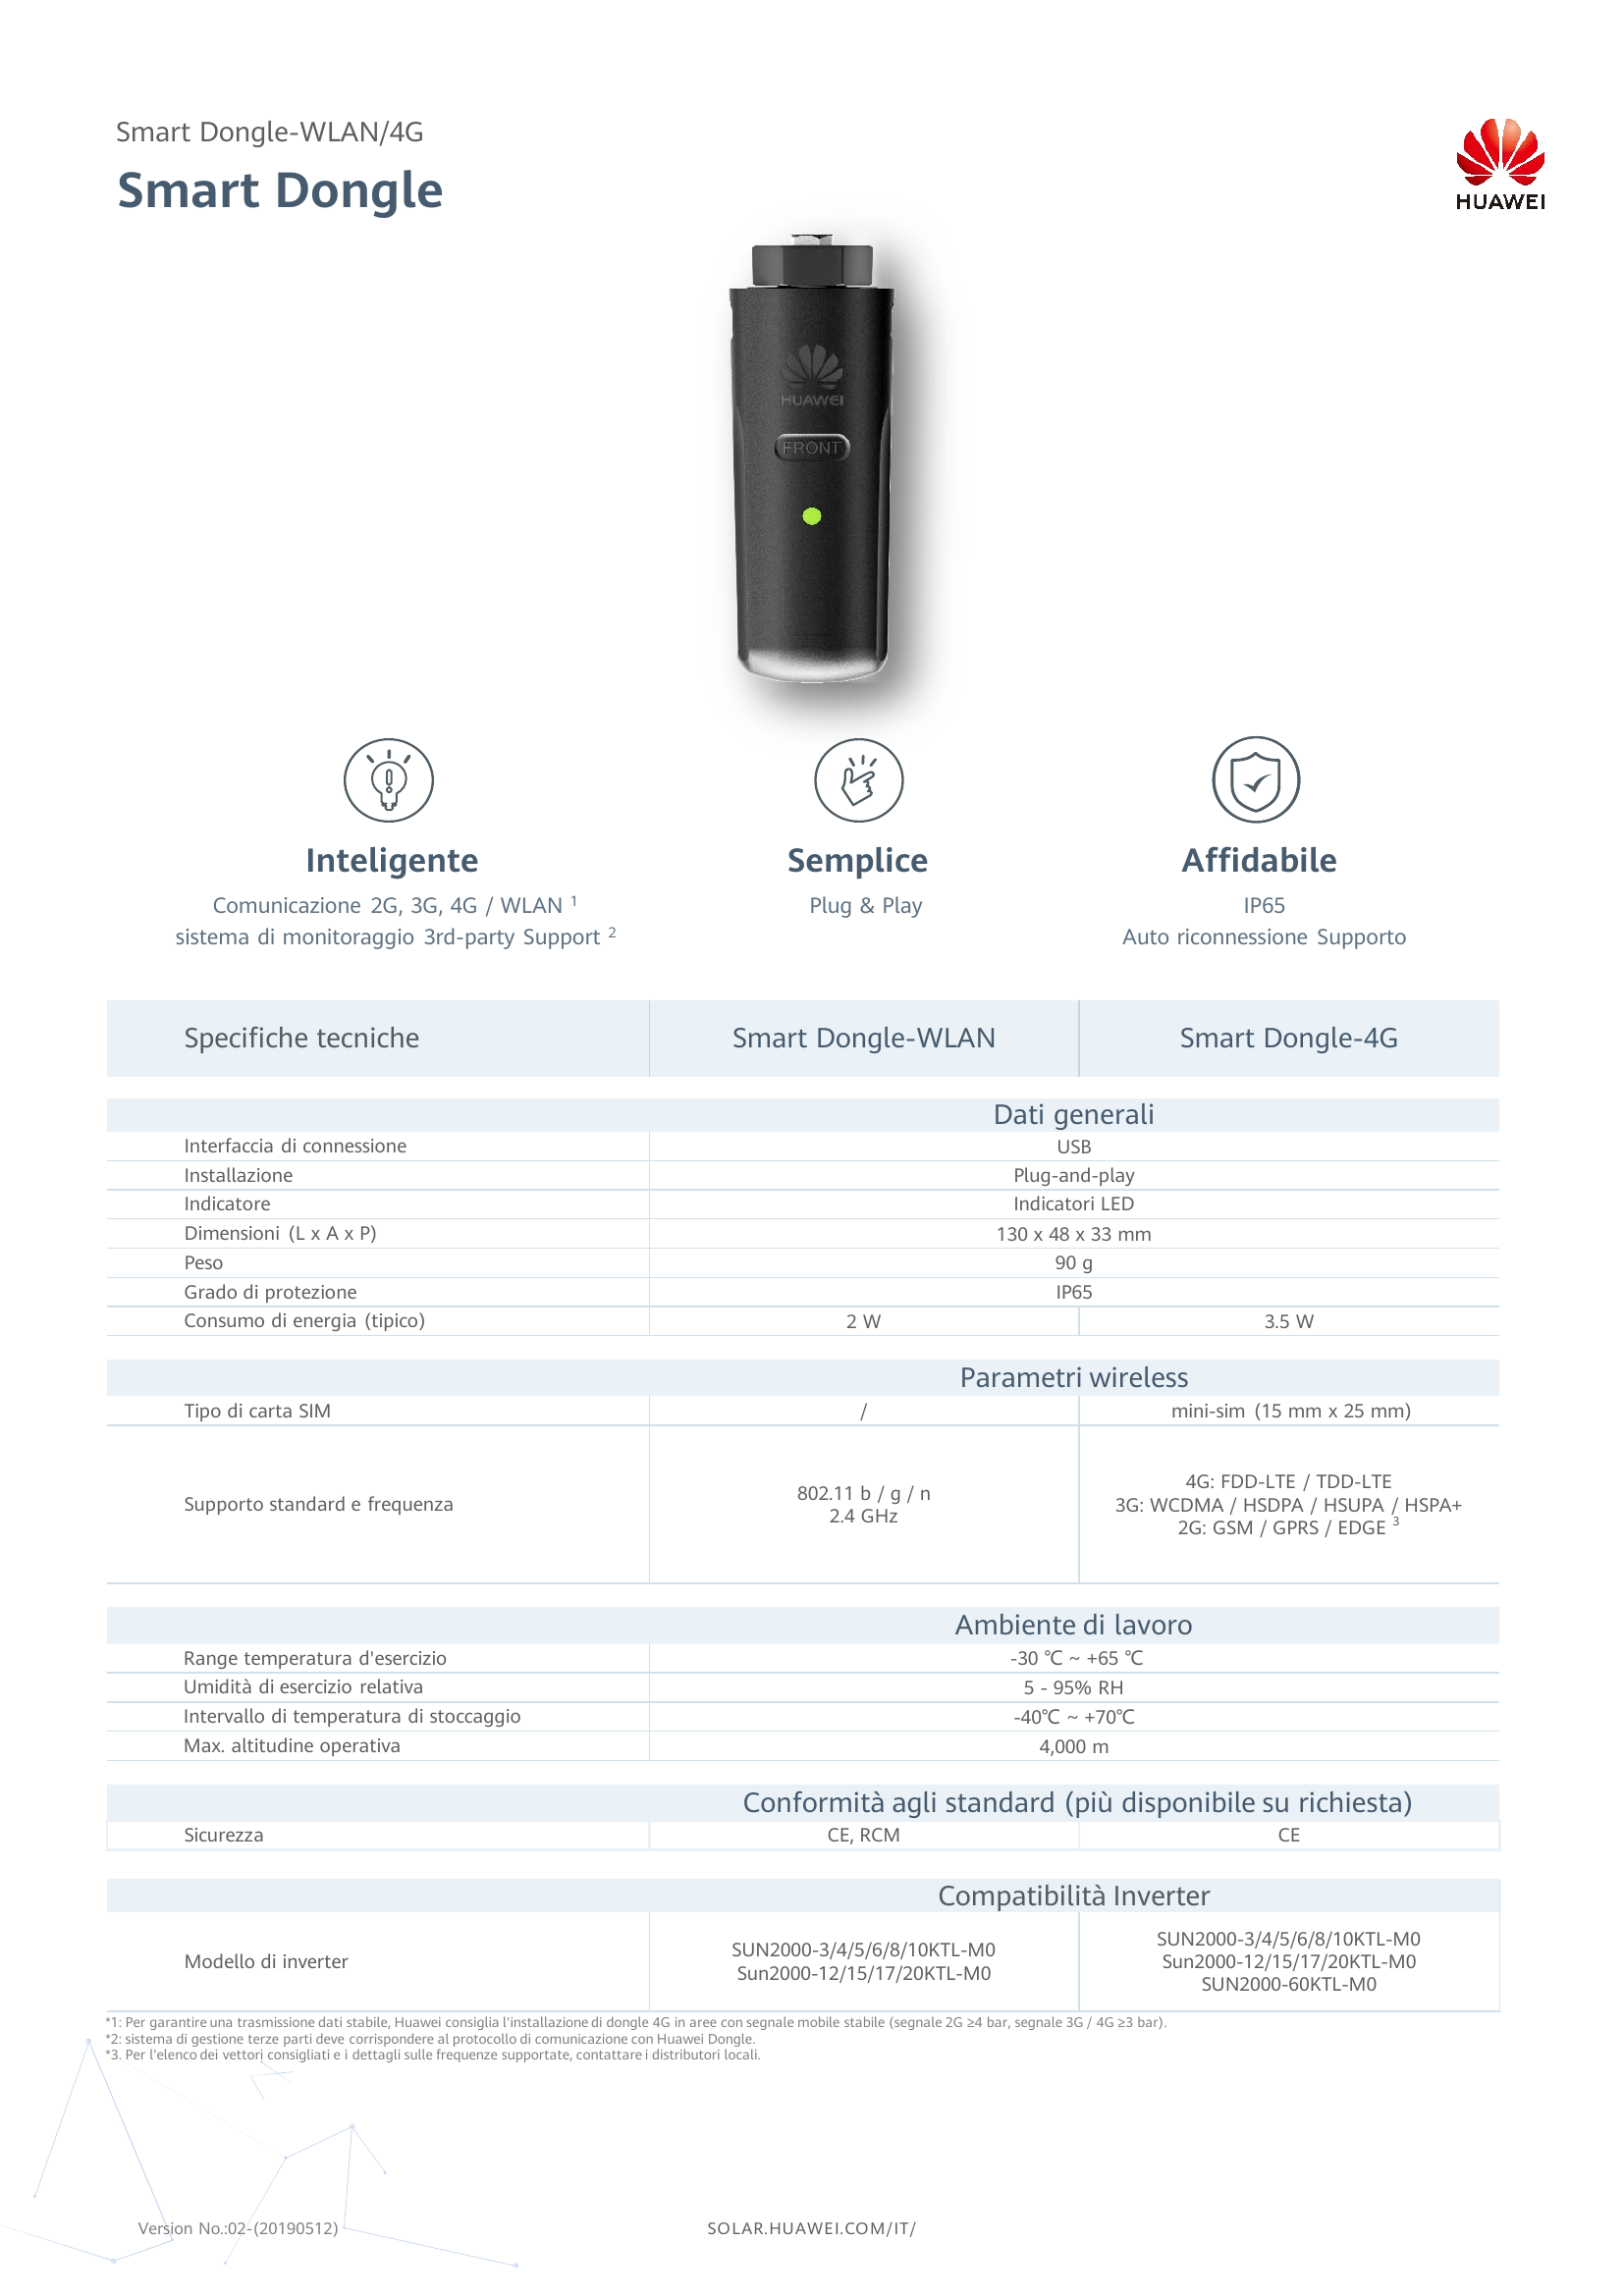 Smart Dongle-WLAN/4G
Smart Dongle
HUAWEI
HUAWEI
FRONT
Inteligente
Comunicazione 2G, 3G, 4G / WLAN 1
sistema di monitoraggio 3rd-party Support 2
Semplice
Plug & Play
Affidabile
IP65
Auto riconnessione Supporto
Specifiche tecniche Smart Dongle-WLAN Smart Dongle-4G
Dati generali
Interfaccia di connessione USB
Installazione Plug-and-play
Indicatore Indicatori LED
Dimensioni (L x A x P) 130 x 48 x 33 mm
Peso 90 g
Grado di protezione IP65
Consumo di energia (tipico) 2 W 3.5 W
Parametri wireless
Tipo di carta SIM / mini-sim (15 mm x 25 mm)
Supporto standard e frequenza
802.11 b / g / n
2.4 GHz
4G: FDD-LTE / TDD-LTE
3G: WCDMA / HSDPA / HSUPA / HSPA+
2G: GSM / GPRS / EDGE 3
Ambiente di lavoro
Range temperatura d'esercizio -30 ℃ ~ +65 ℃
Umidità di esercizio relativa 5 - 95% RH
Intervallo di temperatura di stoccaggio -40℃ ~ +70℃
Max. altitudine operativa 4,000 m
Conformità agli standard (più disponibile su richiesta)
Sicurezza CE, RCM CE
Compatibilità Inverter
Modello di inverter
SUN2000-3/4/5/6/8/10KTL-M0
Sun2000-12/15/17/20KTL-M0
SUN2000-3/4/5/6/8/10KTL-M0
Sun2000-12/15/17/20KTL-M0
SUN2000-60KTL-M0
*1: Per garantire una trasmissione dati stabile, Huawei consiglia l'installazione di dongle 4G in aree con segnale mobile stabile (segnale 2G ≥4 bar, segnale 3G / 4G ≥3 bar).
*2: sistema di gestione terze parti deve corrispondere al protocollo di comunicazione con Huawei Dongle.
*3. Per l'elenco dei vettori consigliati e i dettagli sulle frequenze supportate, contattare i distributori locali.
Version No.:02-(20190512)
SOLAR.HUAWEI.COM/IT/